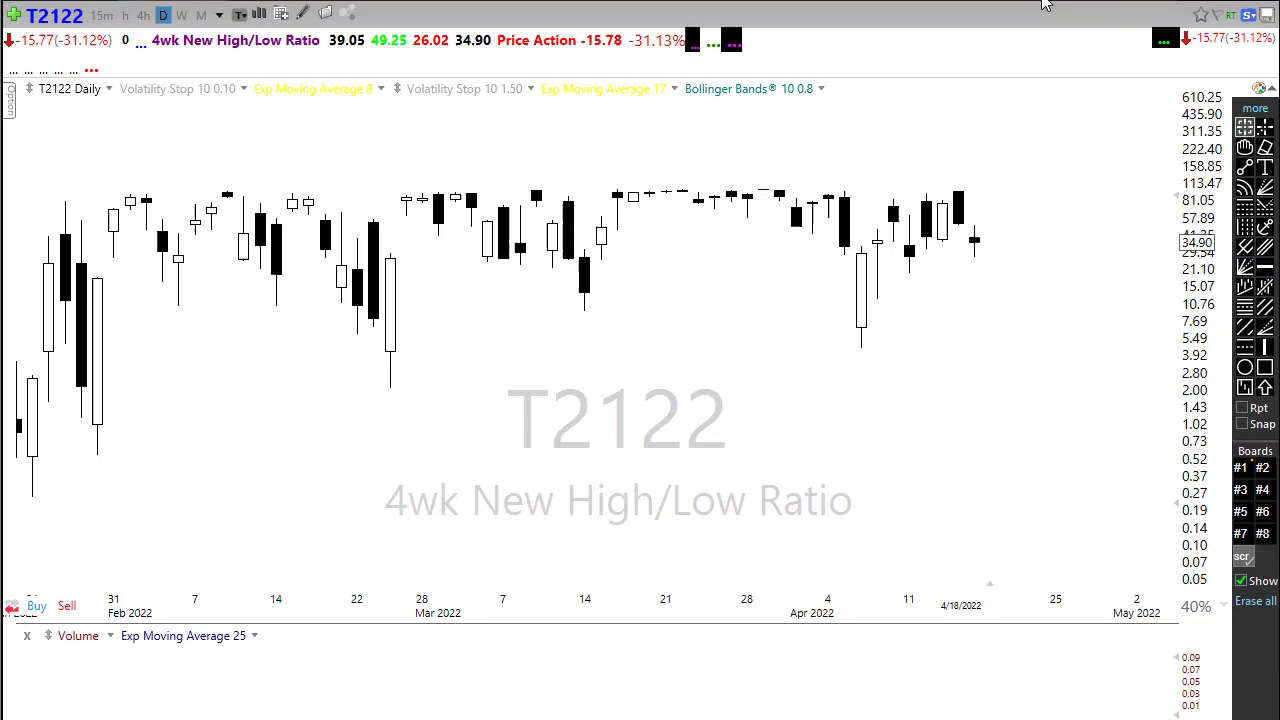 T2122 15m h 4h D W M T RT S
-15.77(-31.12%) 0 ... 4wk New High/Low Ratio 39.05 49.25 26.02 34.90 Price Action -15.78 -31.13% ... ... ... ... -15.77(-31.12%)
... ... ... ... ... ...
Option
T2122 Daily Volatility Stop 10 0.10 Exp Moving Average 8 Volatility Stop 10 1.50 Exp Moving Average 17 Bollinger Bands® 10 0.8
610.25
435.90
311.35
222.40
158.85
113.47
81.05
57.89
34.90
29.54
21.10
15.07
10.76
7.69
5.49
3.92
2.80
2.00
1.43
1.02
0.73
0.52
0.37
0.27
0.19
0.14
0.10
0.07
0.05
T2122
4wk New High/Low Ratio
more
Rpt
Snap
Boards
#1 #2
#3 #4
#5 #6
#7 #8
scr
Show
Erase all
Buy Sell
31 7 14 22 28 7 14 21 28 4 11 4/18/2022 25 2
Feb 2022 Mar 2022 Apr 2022 May 2022
40%
x Volume Exp Moving Average 25
0.09
0.07
0.05
0.03
0.01